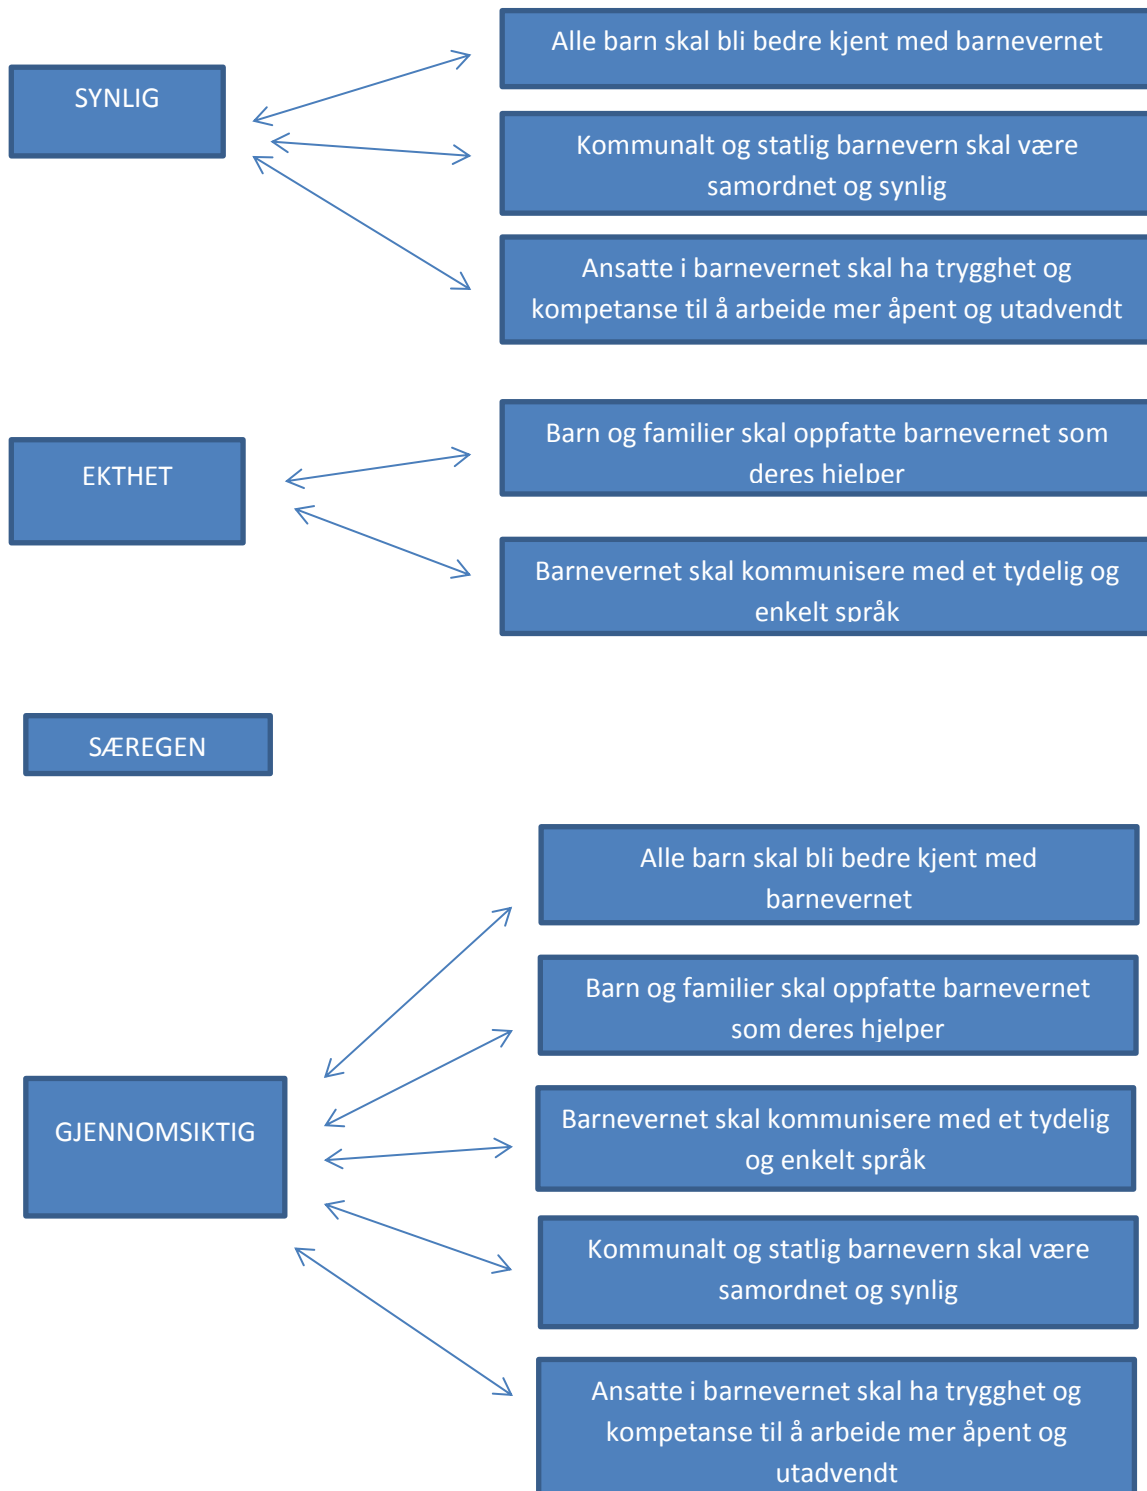 SYNLIG
Alle barn skal bli bedre kjent med barnevernet
Kommunalt og statlig barnevern skal være
samordnet og synlig
Ansatte i barnevernet skal ha trygghet og
kompetanse til å arbeide mer åpent og utadvendt
EKTHET
Barn og familier skal oppfatte barnevernet som
deres hjelper
Barnevernet skal kommunisere med et tydelig og
enkelt språk
SÆREGEN
GJENNOMSIKTIG
Alle barn skal bli bedre kjent med
barnevernet
Barn og familier skal oppfatte barnevernet
som deres hjelper
Barnevernet skal kommunisere med et tydelig
og enkelt språk
Kommunalt og statlig barnevern skal være
samordnet og synlig
Ansatte i barnevernet skal ha trygghet og
kompetanse til å arbeide mer åpent og
utadvendt